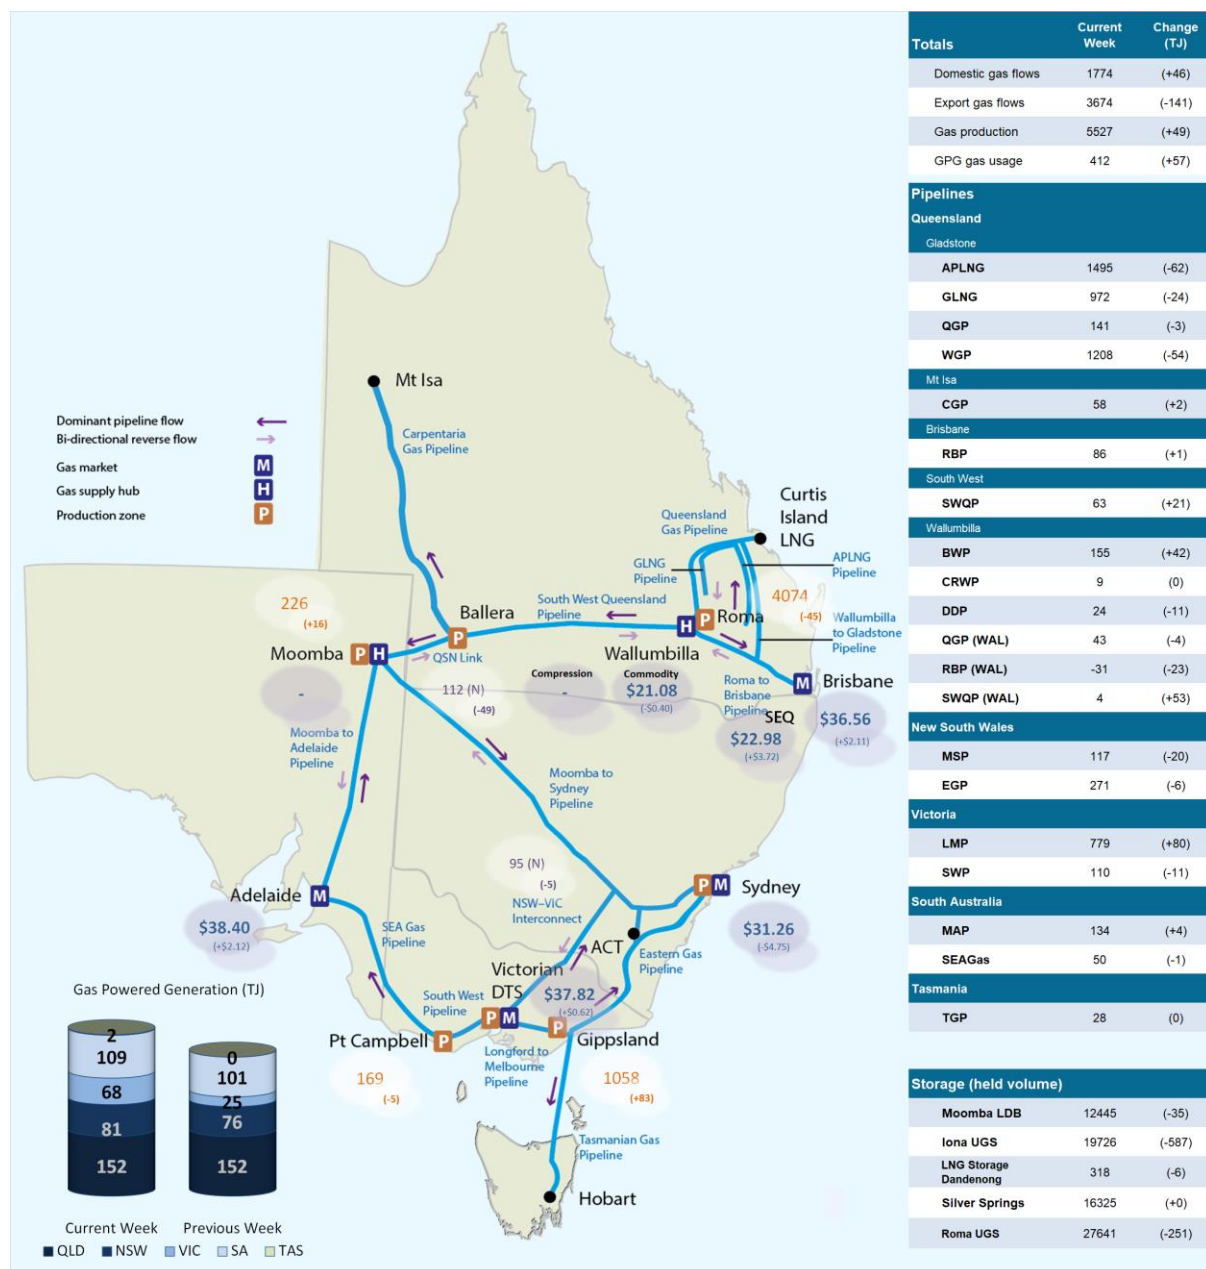 Mt Isa
Dominant pipeline flow
Bi-directional reverse flow
Gas market M
Gas supply hub H
Production zone P
Carpentaria
Gas Pipeline
Curtis
Island
LNG
Queensland
Gas Pipeline
GLNG
Pipeline
APLNG
Pipeline
226
(+16)
Ballera
South West Queensland
Pipeline
4074
(-45)
P
Roma
Wallumbilla
to Gladstone
Pipeline
Moomba
P
H
P
QSN Link
H
Wallumbilla
-
112 (N)
(-49)
Compression
-
Commodity
$21.08
(-$0.40)
Roma to
Brisbane
Pipeline
M
Brisbane
SEQ
$22.98
(+$3.72)
$36.56
(+$2.11)
Moomba to
Adelaide
Pipeline
Moomba to
Sydney
Pipeline
95 (N)
(-5)
NSW–VIC
Interconnect
Adelaide
M
$38.40
(+$2.12)
SEA Gas
Pipeline
P
M
Sydney
$31.26
(-$4.75)
ACT
Eastern Gas
Pipeline
Victorian
DTS
$37.82
(+$0.62)
South West
Pipeline
P
M
P
Gippsland
Pt Campbell
P
Longford to
Melbourne
Pipeline
169
(-5)
1058
(+83)
Tasmanian Gas
Pipeline
Hobart
Gas Powered Generation (TJ)
2
109
68
81
152
0
101
25
76
152
Current Week
Previous Week
QLD NSW VIC SA TAS
Totals Current Week Change (TJ)
Domestic gas flows 1774 (+46)
Export gas flows 3674 (-141)
Gas production 5527 (+49)
GPG gas usage 412 (+57)
Pipelines
Queensland
Gladstone
APLNG 1495 (-62)
GLNG 972 (-24)
QGP 141 (-3)
WGP 1208 (-54)
Mt Isa
CGP 58 (+2)
Brisbane
RBP 86 (+1)
South West
SWQP 63 (+21)
Wallumbilla
BWP 155 (+42)
CRWP 9 (0)
DDP 24 (-11)
QGP (WAL) 43 (-4)
RBP (WAL) -31 (-23)
SWQP (WAL) 4 (+53)
New South Wales
MSP 117 (-20)
EGP 271 (-6)
Victoria
LMP 779 (+80)
SWP 110 (-11)
South Australia
MAP 134 (+4)
SEAGas 50 (-1)
Tasmania
TGP 28 (0)
Storage (held volume)
Moomba LDB 12445 (-35)
Iona UGS 19726 (-587)
LNG Storage
Dandenong 318 (-6)
Silver Springs 16325 (+0)
Roma UGS 27641 (-251)